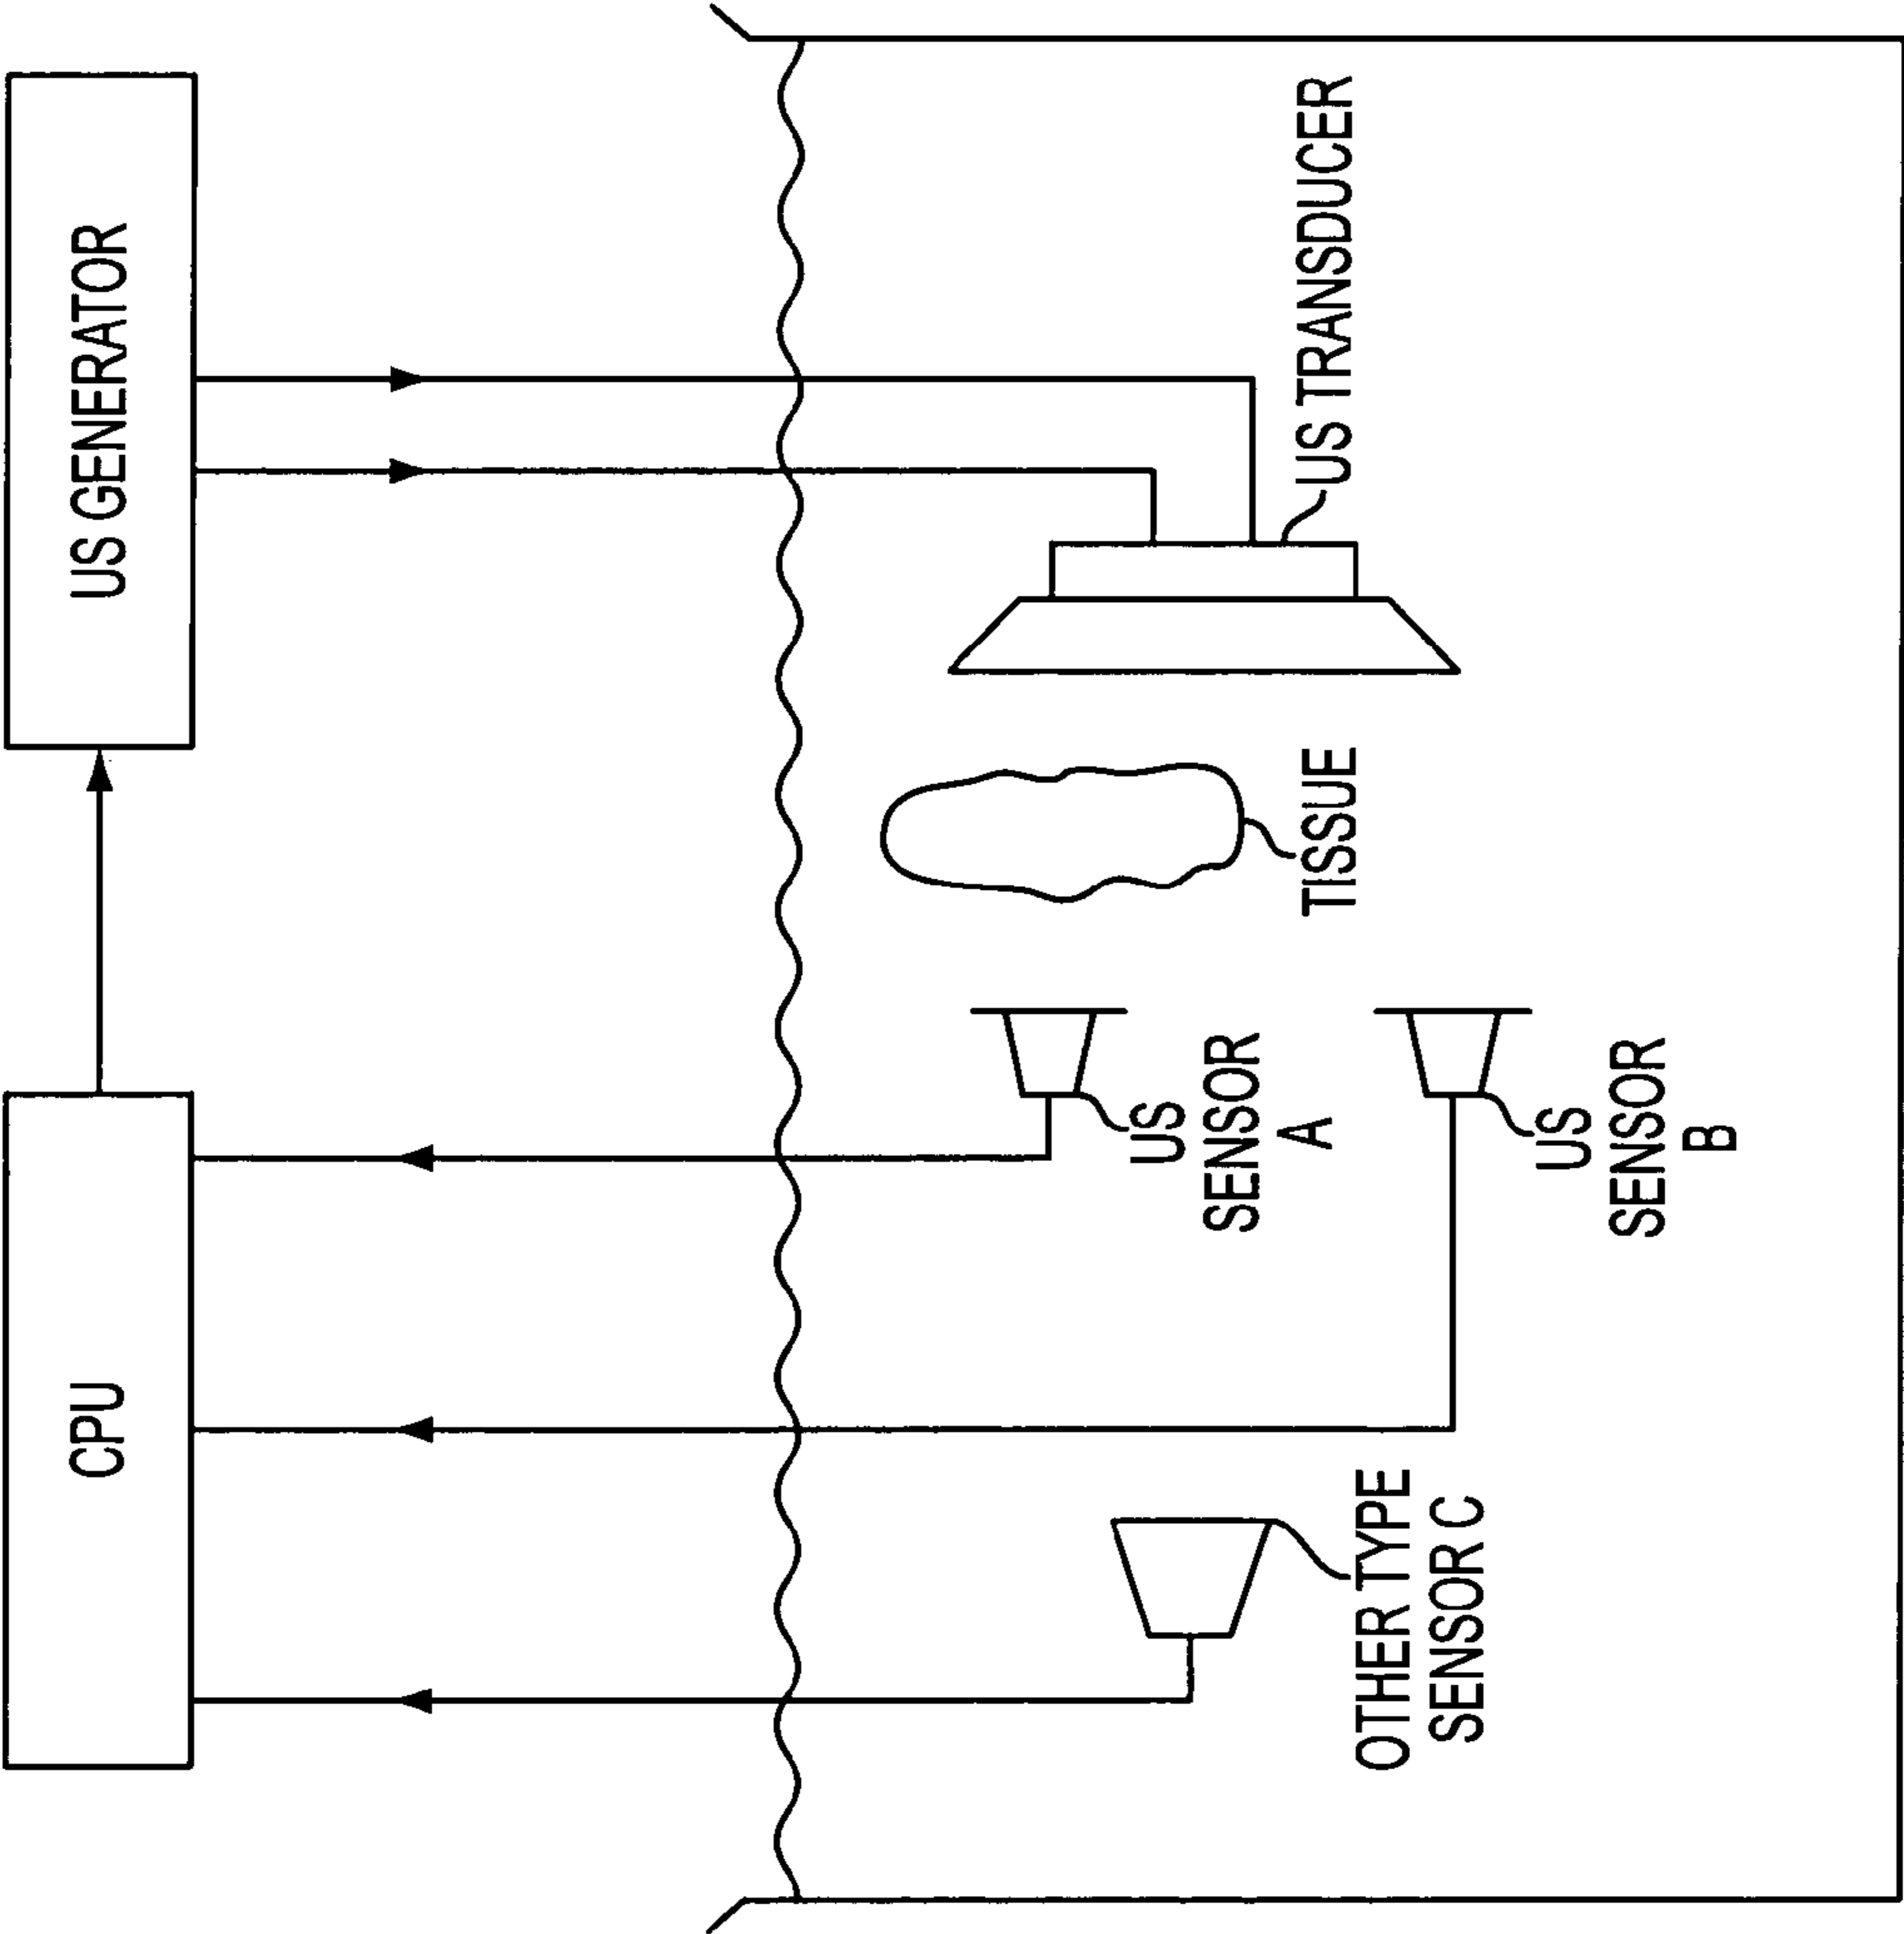 CPU
US GENERATOR
US
SENSOR
A
TISSUE
US TRANSDUCER
OTHER TYPE
SENSOR C
US
SENSOR
B